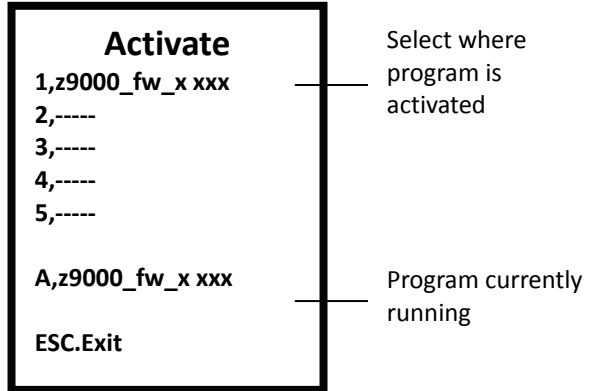 Activate
1,z9000_fw_x xxx
2,-----
3,-----
4,-----
5,-----
A,z9000_fw_x xxx
ESC.Exit
Select where
program is
activated
Program currently
running